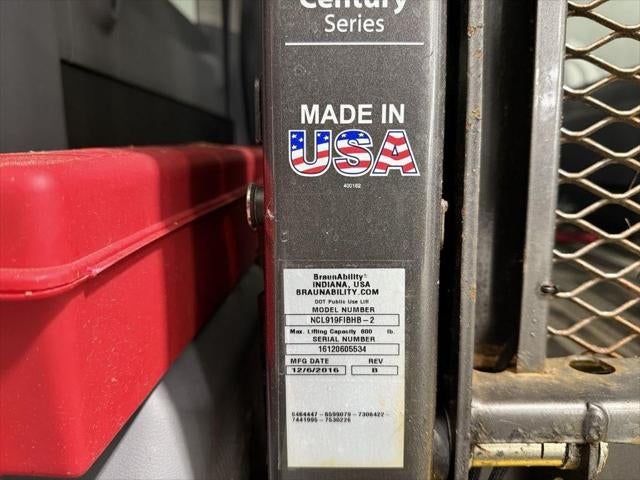 Century
Series
MADE IN
USA
400182
BraunAbility®
INDIANA, USA
BRAUNABILITY.COM
DOT Public Use Lift
MODEL NUMBER
NCL919FIBHB-2
Max. Lifting Capacity 800 lb.
SERIAL NUMBER
16120605534
MFG DATE REV
12/6/2016 B
6464447-6599079-7306422-
7441995-7530226